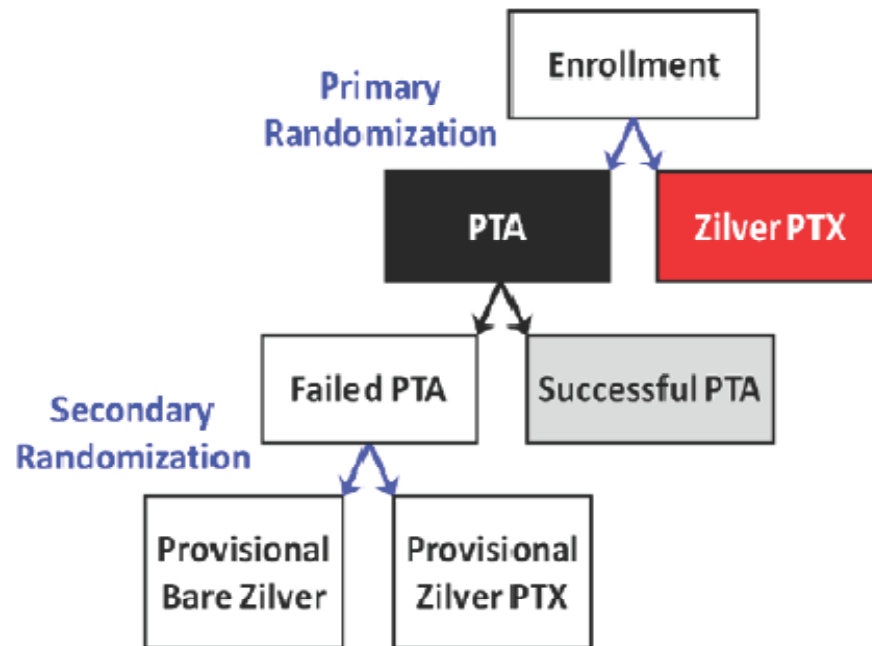 Enrollment
Primary
Randomization
PTA
Zilver PTX
Failed PTA
Successful PTA
Secondary
Randomization
Provisional
Bare Zilver
Provisional
Zilver PTX